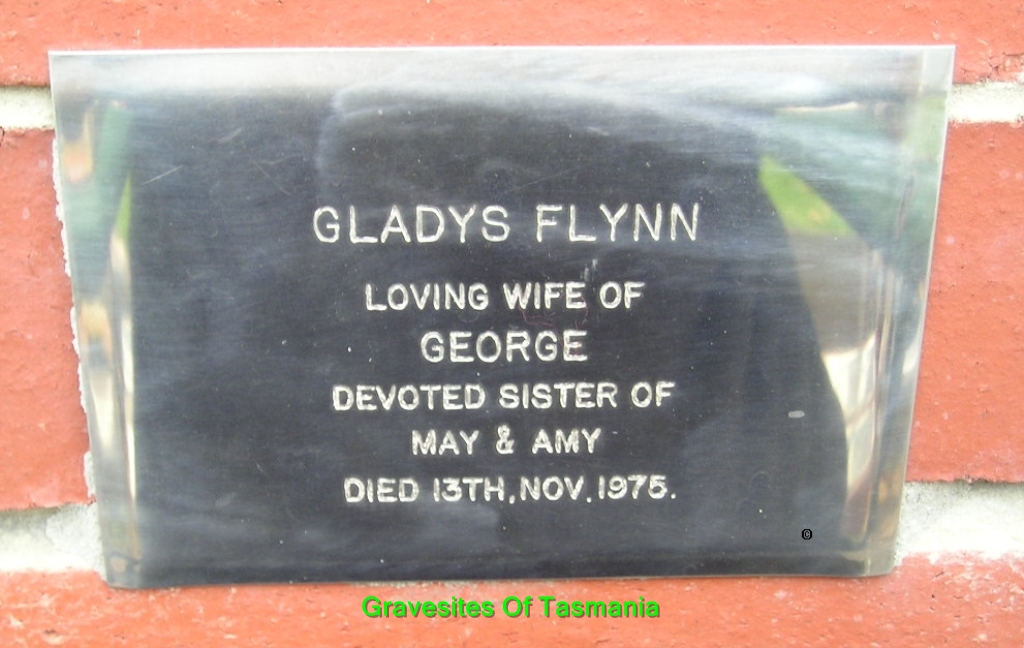 GLADYS FLYNN
LOVING WIFE OF
GEORGE
DEVOTED SISTER OF
MAY & AMY
DIED 13TH, NOV, 1975.
©
Gravesites Of Tasmania